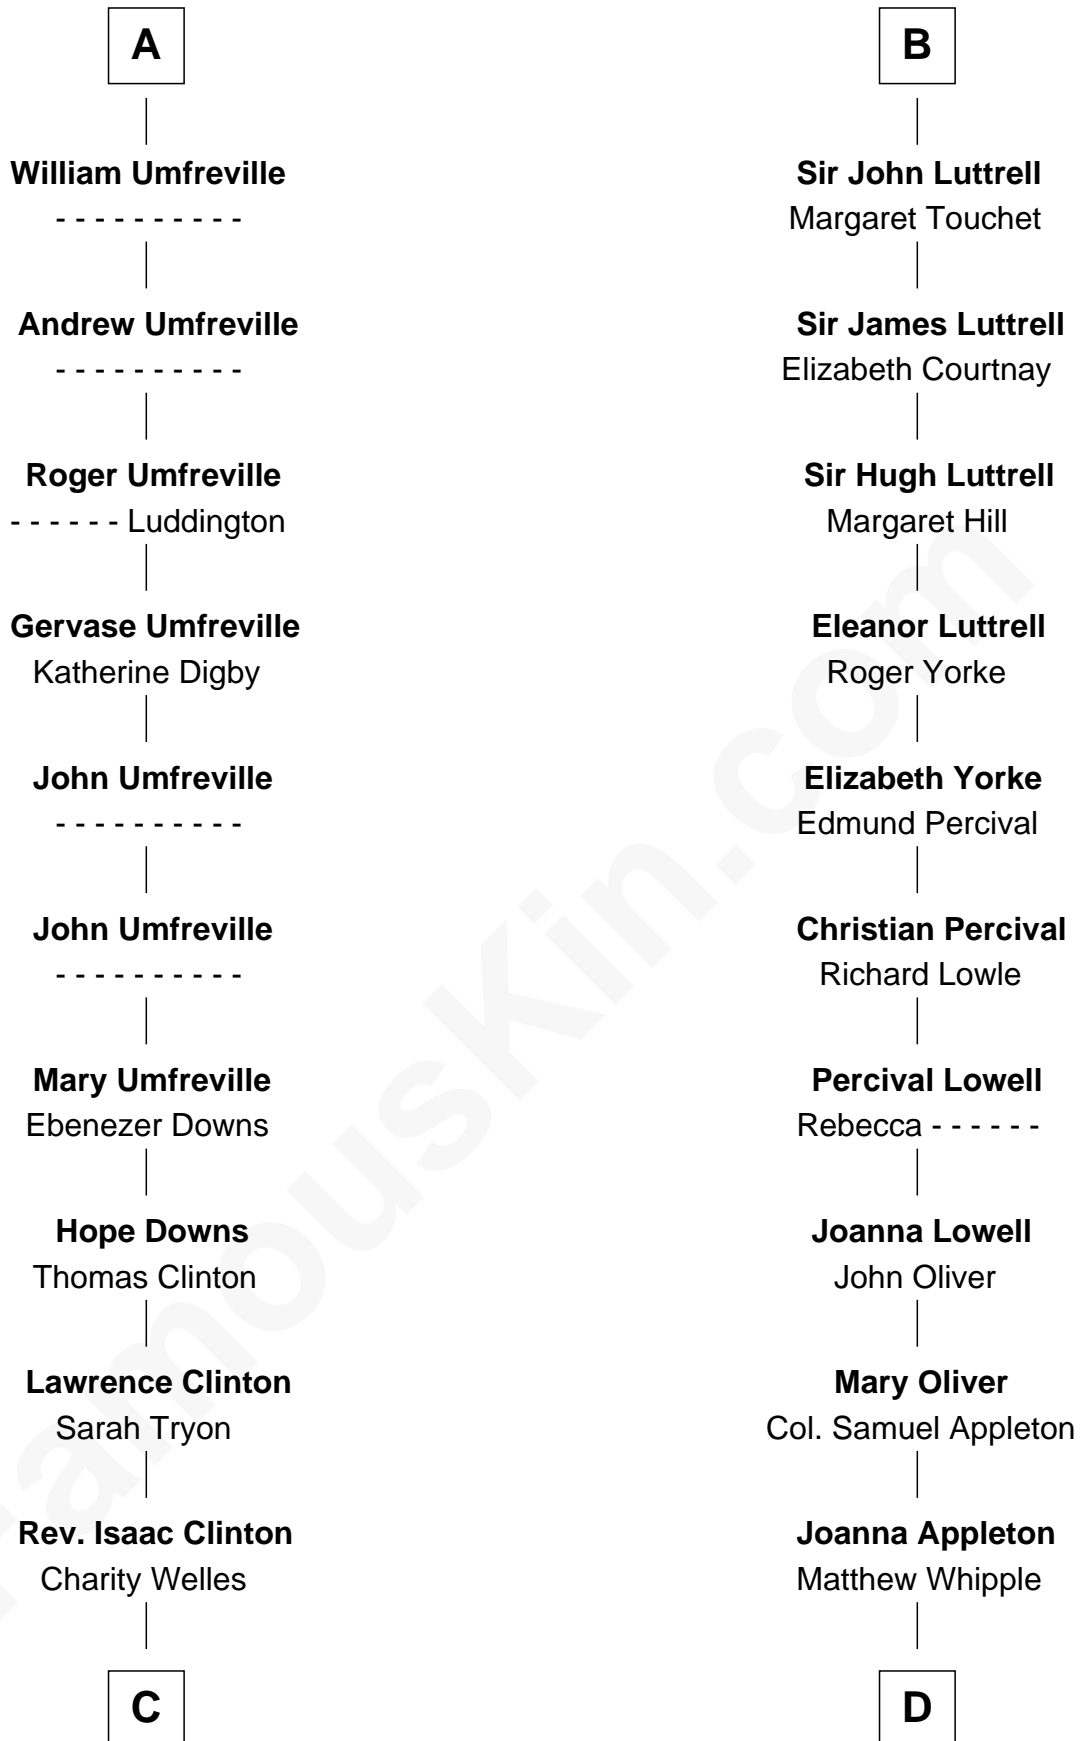 A
William Umfreville
- - - - - - - - - -
Andrew Umfreville
- - - - - - - - - -
Roger Umfreville
- - - - - - Luddington
Gervase Umfreville
Katherine Digby
John Umfreville
- - - - - - - - - -
John Umfreville
- - - - - - - - - -
Mary Umfreville
Ebenezer Downs
Hope Downs
Thomas Clinton
Lawrence Clinton
Sarah Tryon
Rev. Isaac Clinton
Charity Welles
C
B
Sir John Luttrell
Margaret Touchet
Sir James Luttrell
Elizabeth Courtnay
Sir Hugh Luttrell
Margaret Hill
Eleanor Luttrell
Roger Yorke
Elizabeth Yorke
Edmund Percival
Christian Percival
Richard Lowle
Percival Lowell
Rebecca - - - - - -
Joanna Lowell
John Oliver
Mary Oliver
Col. Samuel Appleton
Joanna Appleton
Matthew Whipple
D
FamousKin.com